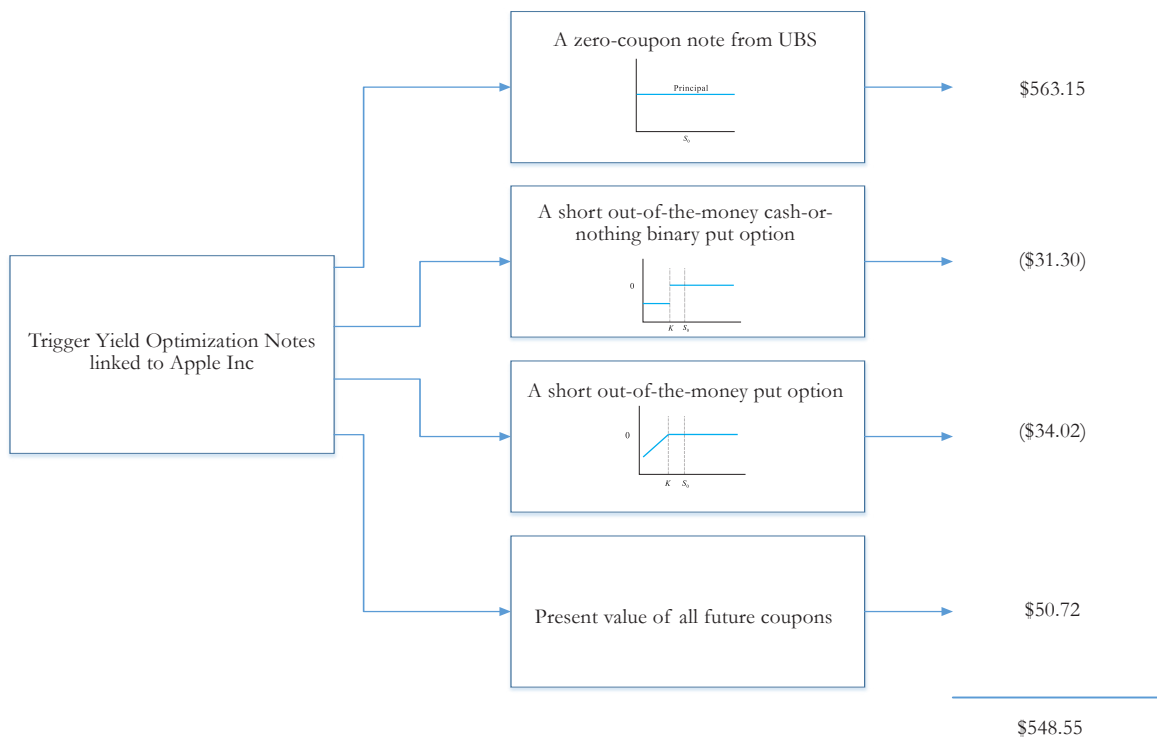 A zero-coupon note from UBS
Principal
S₀
$563.15
A short out-of-the-money cash-or-
nothing binary put option
0
K S₀
($31.30)
Trigger Yield Optimization Notes
linked to Apple Inc
A short out-of-the-money put option
0
K S₀
($34.02)
Present value of all future coupons
$50.72
$548.55